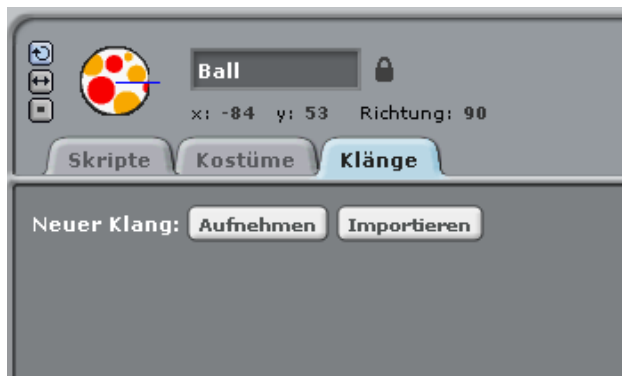 Ball
x: -84 y: 53 Richtung: 90
Skripte Kostüme Klänge
Neuer Klang: Aufnehmen Importieren